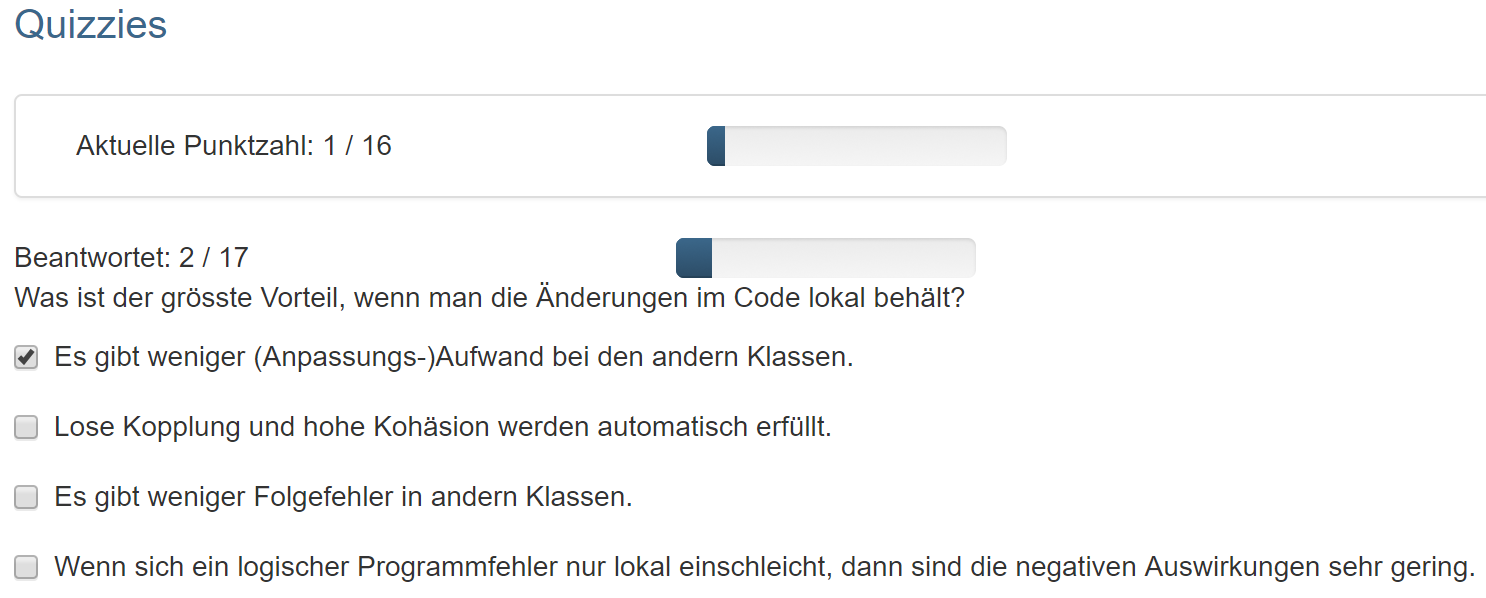 Quizzies
Aktuelle Punktzahl: 1 / 16
Beantwortet: 2 / 17
Was ist der grösste Vorteil, wenn man die Änderungen im Code lokal behält?
Es gibt weniger (Anpassungs-)Aufwand bei den andern Klassen.
Lose Kopplung und hohe Kohäsion werden automatisch erfüllt.
Es gibt weniger Folgefehler in andern Klassen.
Wenn sich ein logischer Programmfehler nur lokal einschleicht, dann sind die negativen Auswirkungen sehr gering.